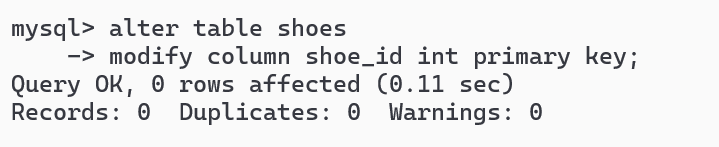 mysql> alter table shoes
    -> modify column shoe_id int primary key;
Query OK, 0 rows affected (0.11 sec)
Records: 0  Duplicates: 0  Warnings: 0